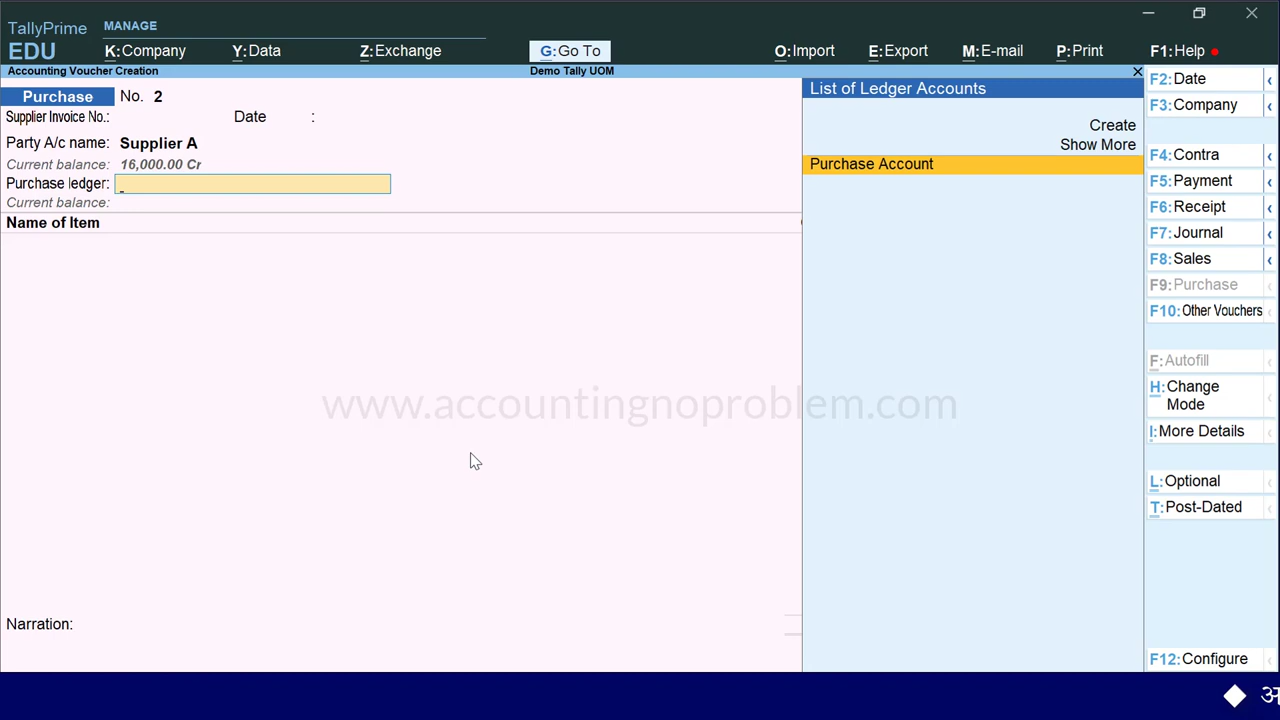 TallyPrime
EDU
MANAGE
K:Company
Y:Data
Z:Exchange
G:Go To
O:Import
E:Export
M:E-mail
P:Print
F1:Help
Accounting Voucher Creation
Demo Tally UOM
Purchase No. 2
Supplier Invoice No.: Date :
Party A/c name: Supplier A
Current balance: 16,000.00 Cr
Purchase ledger:
Current balance:
Name of Item
www.accountingnoproblem.com
Narration:
List of Ledger Accounts
Create
Show More
Purchase Account
F2:Date
F3:Company
F4:Contra
F5:Payment
F6:Receipt
F7:Journal
F8:Sales
F9:Purchase
F10:Other Vouchers
F:Autofill
H:Change
Mode
I:More Details
L:Optional
T:Post-Dated
F12:Configure